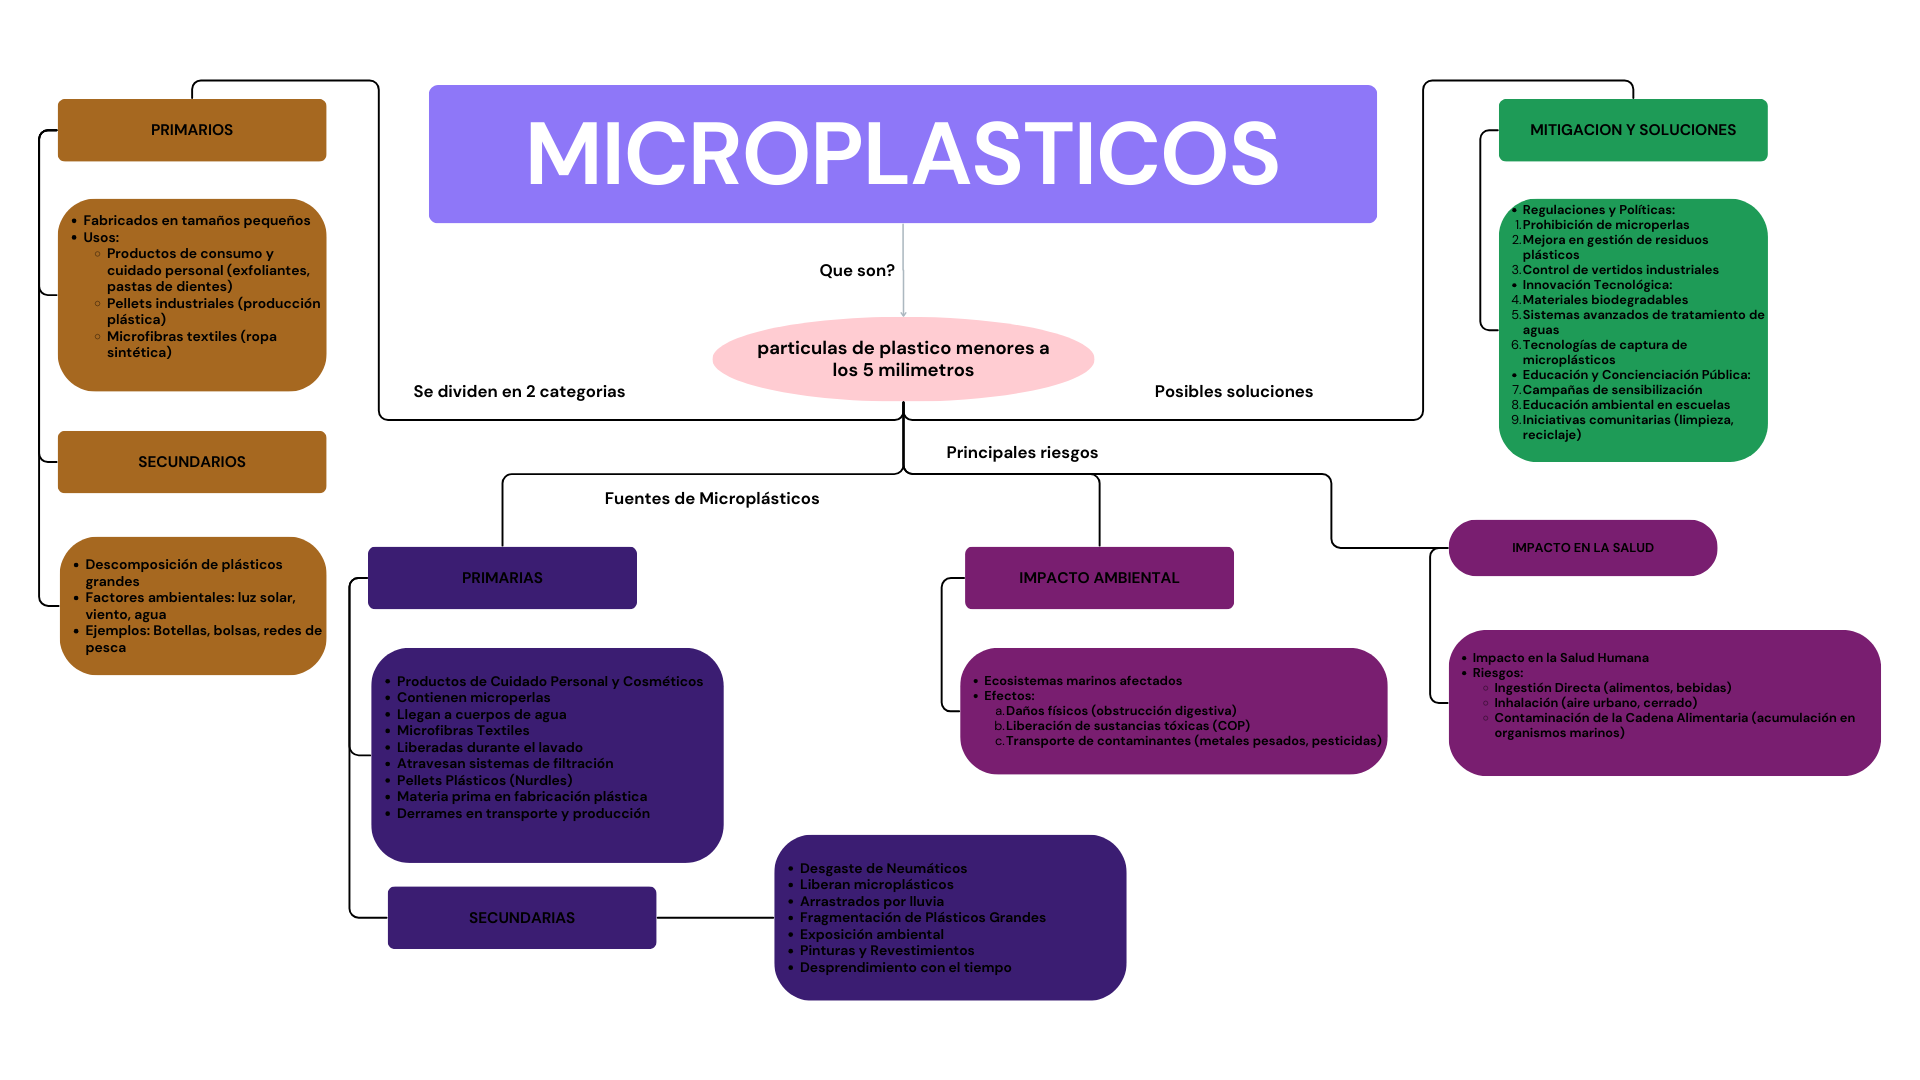 MICROPLASTICOS
Que son?
particulas de plastico menores a
los 5 milimetros
Se dividen en 2 categorias
PRIMARIOS
• Fabricados en tamaños pequeños
• Usos:
○ Productos de consumo y
cuidado personal (exfoliantes,
pastas de dientes)
○ Pellets industriales (producción
plástica)
○ Microfibras textiles (ropa
sintética)
SECUNDARIOS
• Descomposición de plásticos
grandes
• Factores ambientales: luz solar,
viento, agua
• Ejemplos: Botellas, bolsas, redes de
pesca
Posibles soluciones
MITIGACION Y SOLUCIONES
• Regulaciones y Políticas:
1. Prohibición de microperlas
2. Mejora en gestión de residuos
plásticos
3. Control de vertidos industriales
• Innovación Tecnológica:
4. Materiales biodegradables
5. Sistemas avanzados de tratamiento de
aguas
6. Tecnologías de captura de
microplásticos
• Educación y Concienciación Pública:
7. Campañas de sensibilización
8. Educación ambiental en escuelas
9. Iniciativas comunitarias (limpieza,
reciclaje)
Fuentes de Microplásticos
PRIMARIAS
• Productos de Cuidado Personal y Cosméticos
• Contienen microperlas
• Llegan a cuerpos de agua
• Microfibras Textiles
• Liberadas durante el lavado
• Atravesan sistemas de filtración
• Pellets Plásticos (Nurdles)
• Materia prima en fabricación plástica
• Derrames en transporte y producción
SECUNDARIAS
• Desgaste de Neumáticos
• Liberan microplásticos
• Arrastrados por lluvia
• Fragmentación de Plásticos Grandes
• Exposición ambiental
• Pinturas y Revestimientos
• Desprendimiento con el tiempo
Principales riesgos
IMPACTO AMBIENTAL
• Ecosistemas marinos afectados
• Efectos:
a. Daños físicos (obstrucción digestiva)
b. Liberación de sustancias tóxicas (COP)
c. Transporte de contaminantes (metales pesados, pesticidas)
IMPACTO EN LA SALUD
• Impacto en la Salud Humana
• Riesgos:
○ Ingestión Directa (alimentos, bebidas)
○ Inhalación (aire urbano, cerrado)
○ Contaminación de la Cadena Alimentaria (acumulación en
organismos marinos)